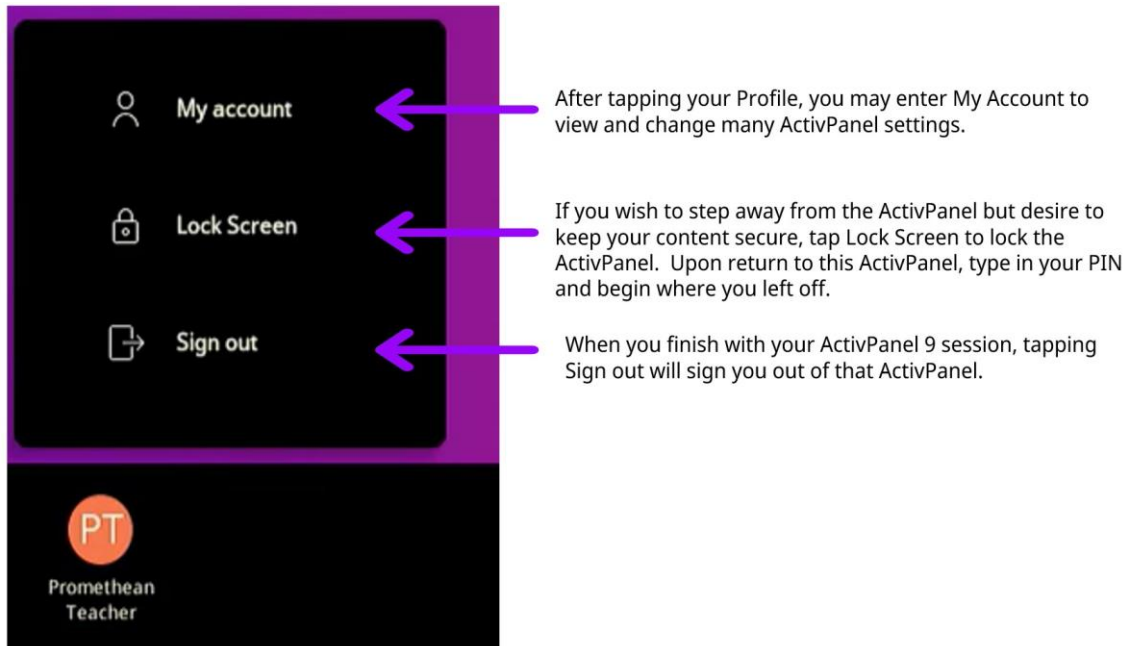 My account
After tapping your Profile, you may enter My Account to
view and change many ActivPanel settings.
Lock Screen
If you wish to step away from the ActivPanel but desire to
keep your content secure, tap Lock Screen to lock the
ActivPanel.  Upon return to this ActivPanel, type in your PIN
and begin where you left off.
Sign out
When you finish with your ActivPanel 9 session, tapping
Sign out will sign you out of that ActivPanel.
PT
Promethean
Teacher